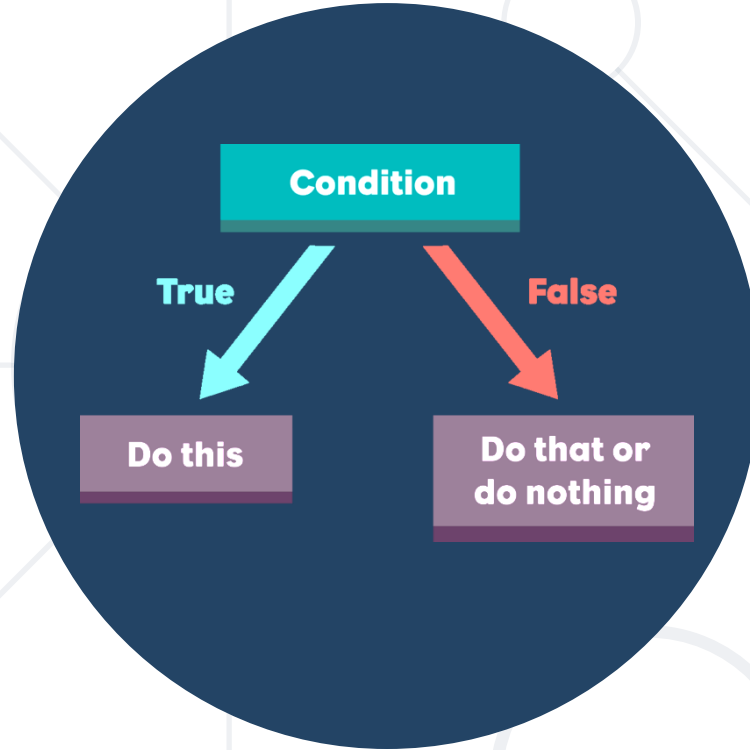 Condition
True
False
Do this
Do that or
do nothing